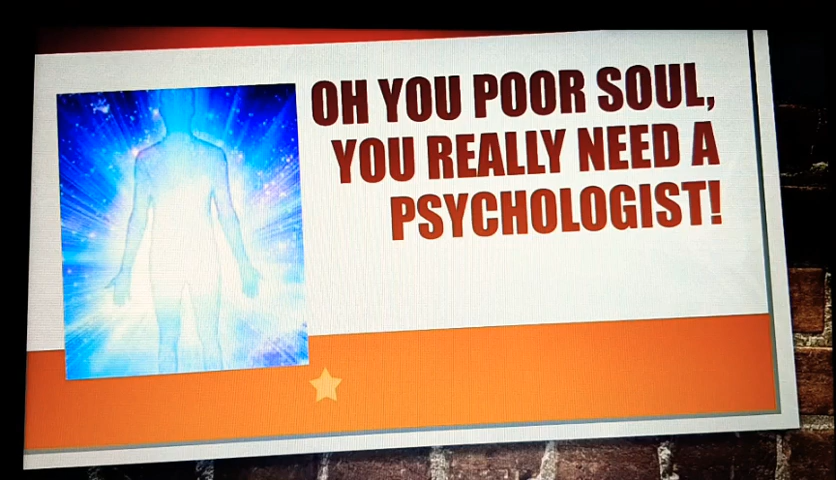 OH YOU POOR SOUL,
YOU REALLY NEED A
PSYCHOLOGIST!